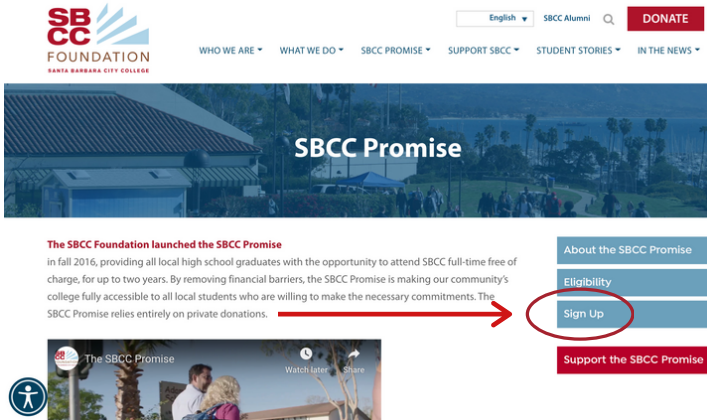 SB
CC
FOUNDATION
SANTA BARBARA CITY COLLEGE
English
SBCC Alumni
DONATE
WHO WE ARE
WHAT WE DO
SBCC PROMISE
SUPPORT SBCC
STUDENT STORIES
IN THE NEWS
SBCC Promise
The SBCC Foundation launched the SBCC Promise
in fall 2016, providing all local high school graduates with the opportunity to attend SBCC full-time free of
charge, for up to two years. By removing financial barriers, the SBCC Promise is making our community's
college fully accessible to all local students who are willing to make the necessary commitments. The
SBCC Promise relies entirely on private donations.
About the SBCC Promise
Eligibility
Sign Up
Support the SBCC Promise
SB
CC
The SBCC Promise
Watch later
Share